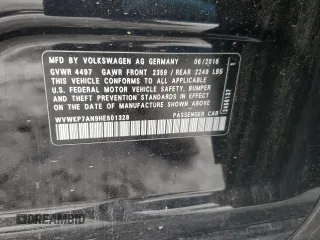 MFD BY VOLKSWAGEN AG GERMANY 06/2016
GVWR 4497 GAWR FRONT 2359 / REAR 2249 LBS
THIS VEHICLE CONFORMS TO ALL APPLICABLE
U.S. FEDERAL MOTOR VEHICLE SAFETY, BUMPER AND
THEFT PREVENTION STANDARDS IN EFFECT ON THE DATE
OF MANUFACTURE SHOWN ABOVE.
WVWKP7AN9HE501328 PASSENGER CAR
DREAMBID